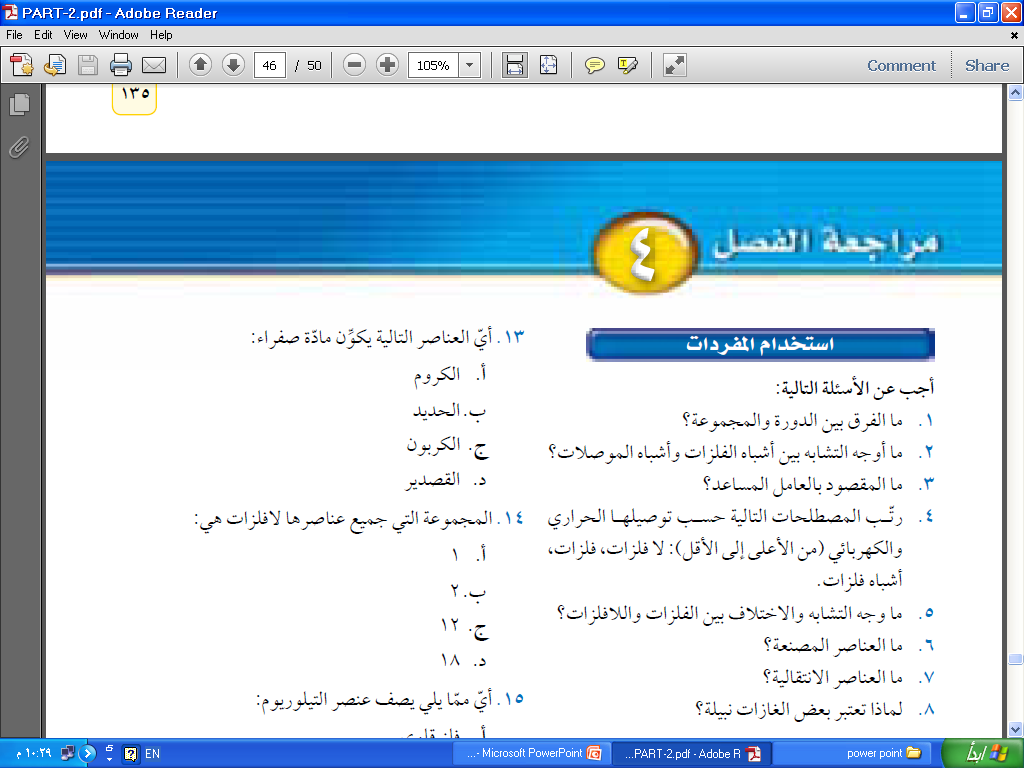 PART-2.pdf - Adobe Reader
File Edit View Window Help
46 / 50 105% Comment Share
١٣٥
مراجعة الفصل ٤
استخدام المفردات
أجب عن الأسئلة التالية:
١. ما الفرق بين الدورة والمجموعة؟
٢. ما أوجه التشابه بين أشباه الفلزات وأشباه الموصلات؟
٣. ما المقصود بالعامل المساعد؟
٤. رتّب المصطلحات التالية حسب توصيلها الحراري
والكهربائي (من الأعلى إلى الأقل): لا فلزات، فلزات،
أشباه فلزات.
٥. ما وجه التشابه والاختلاف بين الفلزات واللافلزات؟
٦. ما العناصر المصنعة؟
٧. ما العناصر الانتقالية؟
٨. لماذا تعتبر بعض الغازات نبيلة؟
١٣. أيّ العناصر التالية يكوِّن مادّة صفراء:
أ. الكروم
ب. الحديد
ج. الكربون
د. القصدير
١٤. المجموعة التي جميع عناصرها لافلزات هي:
أ. ١
ب. ٢
ج. ١٢
د. ١٨
١٥. أيّ ممّا يلي يصف عنصر التيلوريوم:
ابدأ
power point
PART-2.pdf - Adobe R...
Microsoft PowerPoint -...
EN
١٠:٢٩ م